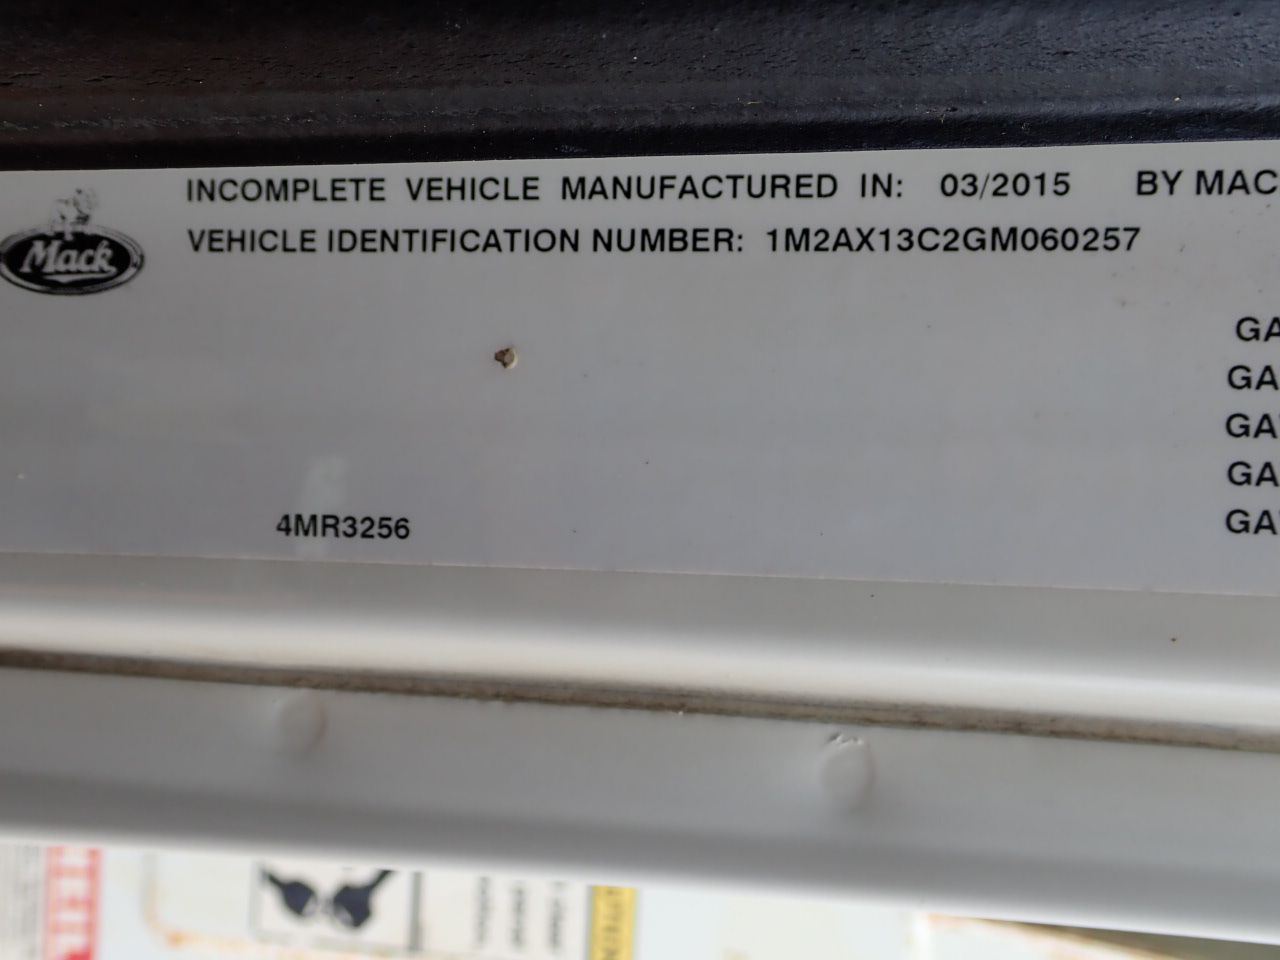 INCOMPLETE VEHICLE MANUFACTURED IN: 03/2015 BY MAC
Mack
VEHICLE IDENTIFICATION NUMBER: 1M2AX13C2GM060257
GA
GA
GA
GA
GA
4MR3256